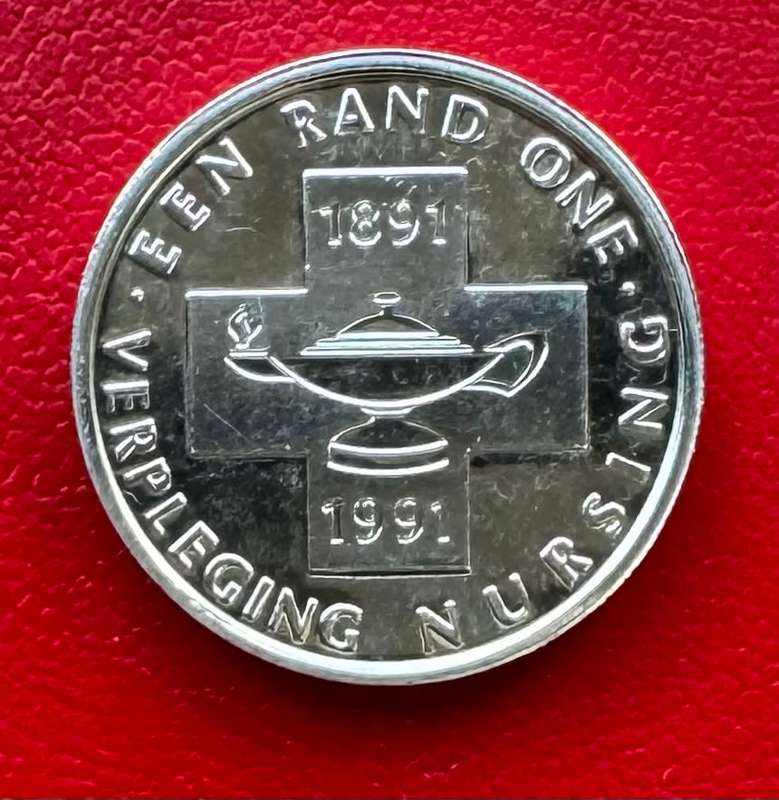 · EEN RAND ONE ·
1891
1991
VERPLEGING NURSING